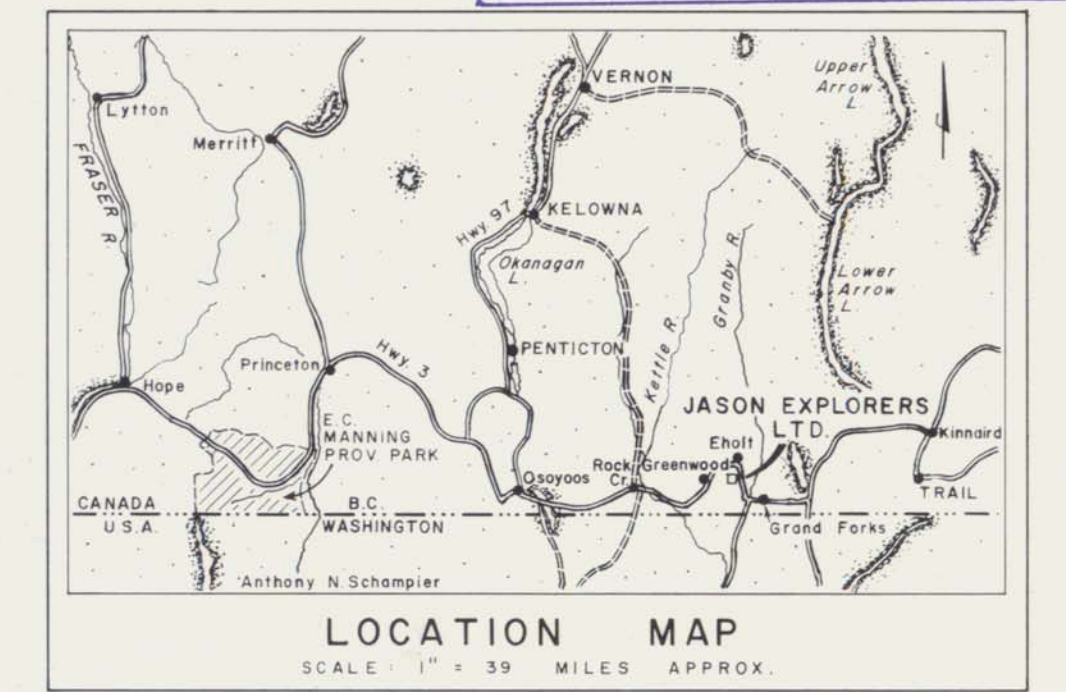 VERNON
Upper
Arrow
L.
Lytton
Merritt
FRASER R.
KELOWNA
Hwy. 97
Okanagan
L.
Granby R.
Lower
Arrow
L.
Kettle R.
PENTICTON
Princeton
Hwy. 3
Hope
JASON EXPLORERS
LTD.
E.C.
MANNING
PROV. PARK
Eholt
Kinnaird
Rock
Cr.
Greenwood
Osoyoos
TRAIL
CANADA
B.C.
U.S.A.
WASHINGTON
Grand Forks
Anthony N. Schampier
LOCATION MAP
SCALE: 1" = 39 MILES APPROX.